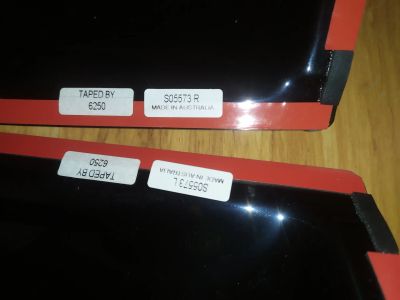 TAPED BY
6250
S05573 R
MADE IN AUSTRALIA
TAPED BY
6250
S05573 L
MADE IN AUSTRALIA